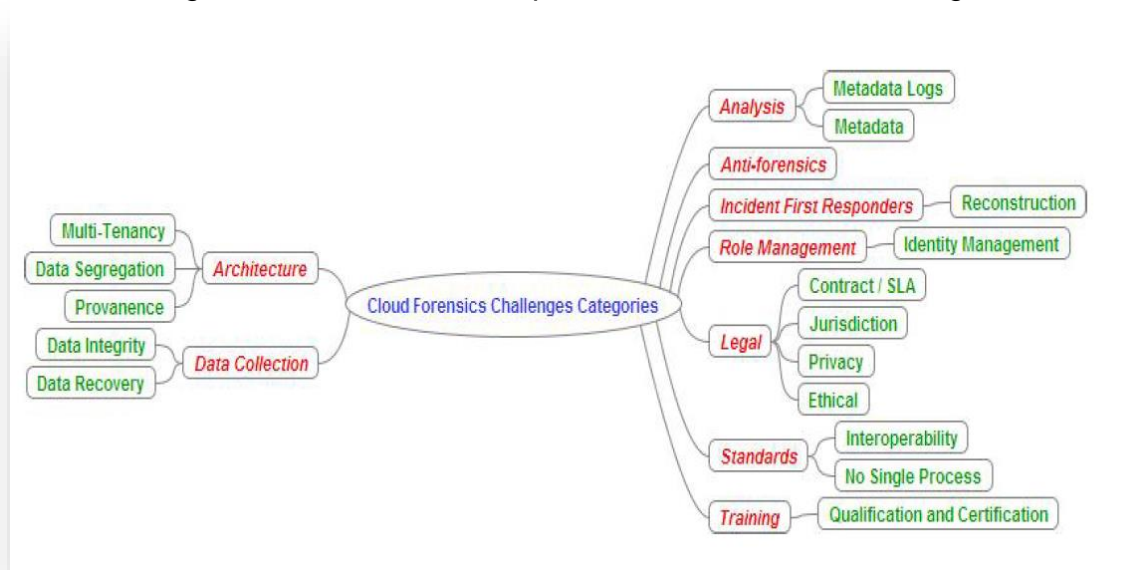 Multi-Tenancy
Data Segregation
Provanence
Architecture
Data Integrity
Data Recovery
Data Collection
Cloud Forensics Challenges Categories
Analysis
Metadata Logs
Metadata
Anti-forensics
Incident First Responders
Reconstruction
Role Management
Identity Management
Legal
Contract / SLA
Jurisdiction
Privacy
Ethical
Standards
Interoperability
No Single Process
Training
Qualification and Certification